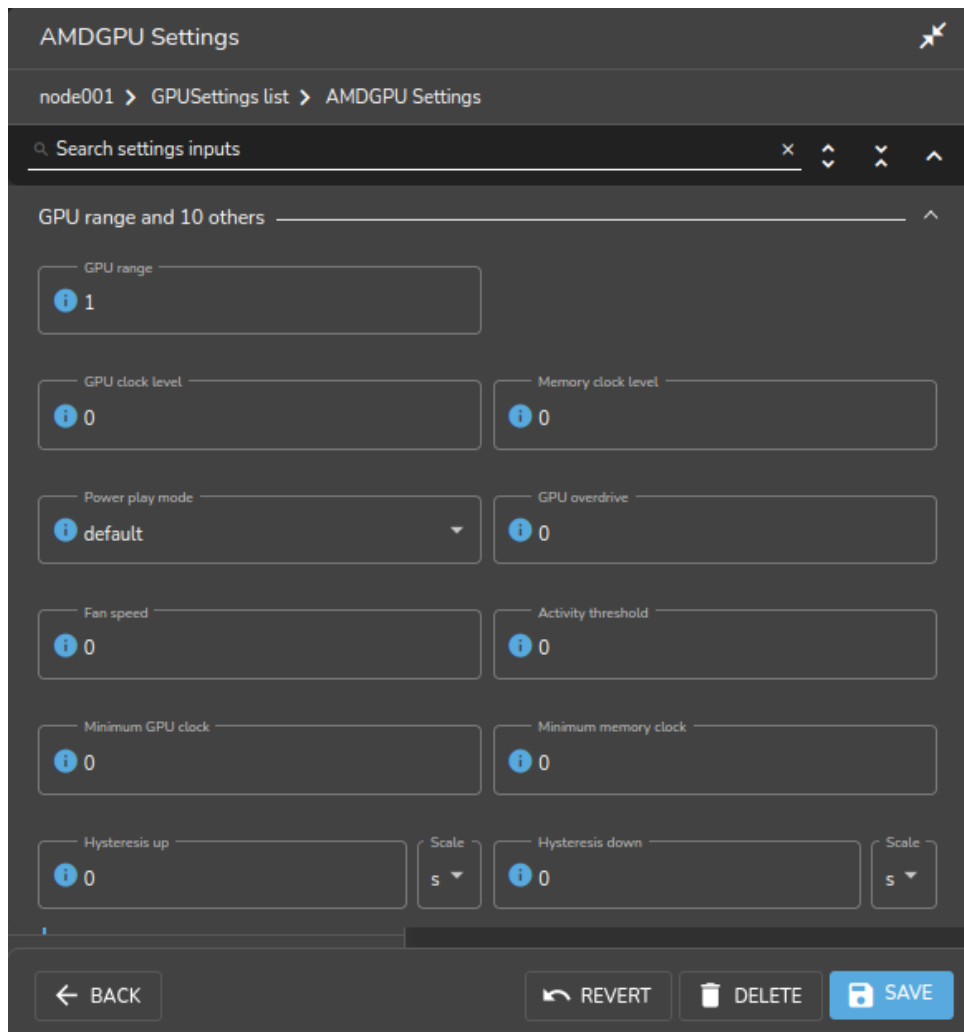 AMDGPU Settings
node001 > GPUSettings list > AMDGPU Settings
Search settings inputs
GPU range and 10 others
GPU range
1
GPU clock level
0
Memory clock level
0
Power play mode
default
GPU overdrive
0
Fan speed
0
Activity threshold
0
Minimum GPU clock
0
Minimum memory clock
0
Hysteresis up
0
Scale
s
Hysteresis down
0
Scale
s
BACK
REVERT
DELETE
SAVE